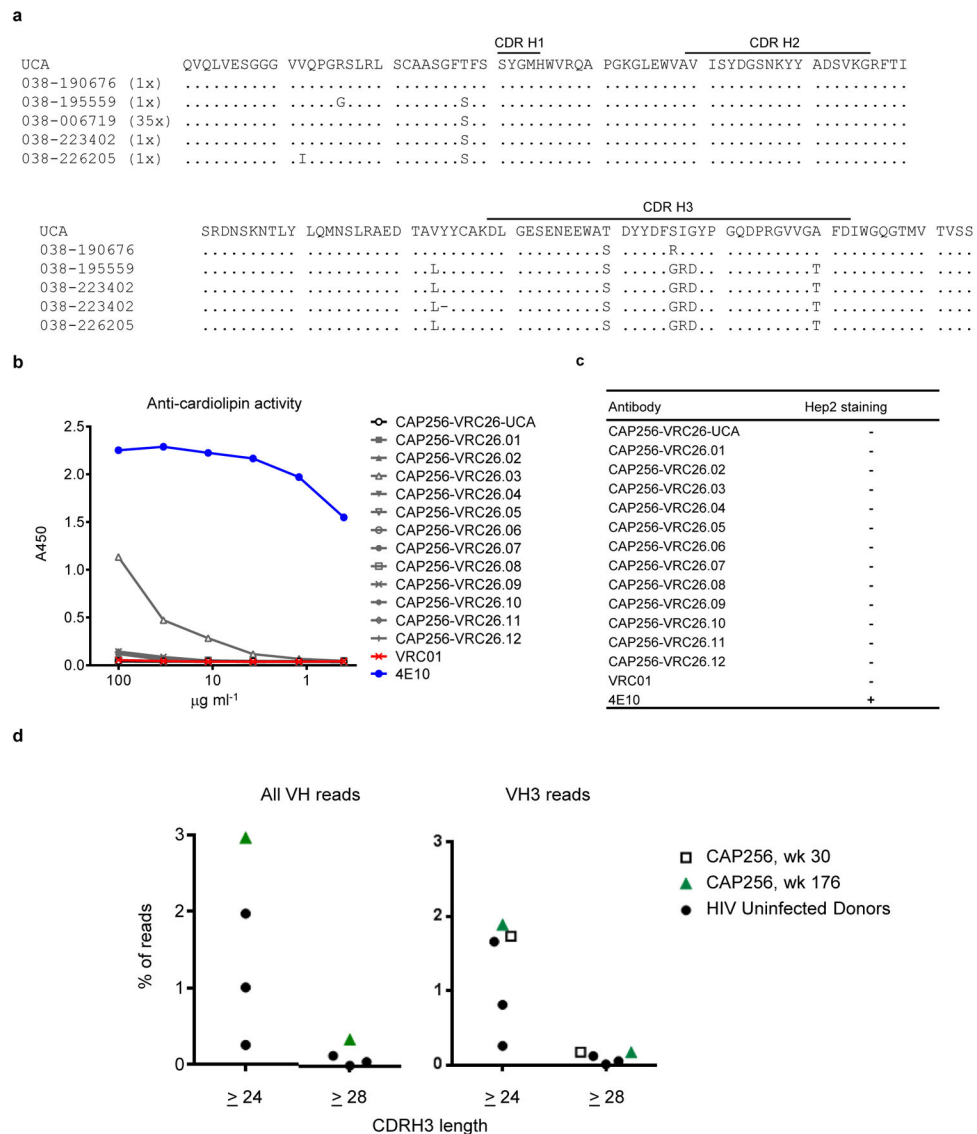 a
CDR H1 CDR H2
UCA QVQLVESGGG VVQPGRSLRL SCAASGFTFS SYGMHWVRQA PGKGLEWVAV ISYDGSNKYY ADSVKGRFTI
038-190676 (1x) .......... .......... .......... .......... .......... .......... ..........
038-195559 (1x) .......... .....G.... .......S.. .......... .......... .......... ..........
038-006719 (35x) .......... .......... .......S.. .......... .......... .......... ..........
038-223402 (1x) .......... .......... .......S.. .......... .......... .......... ..........
038-226205 (1x) .......... .I........ .......S.. .......... .......... .......... ..........
CDR H3
UCA SRDNSKNTLY LQMNSLRAED TAVYYCAKDL GESENEEWAT DYYDFSIGYP GQDPRGVVGA FDIWGQGTMV TVSS
038-190676 .......... .......... .......... .........S .....R.... .......... .......... ....
038-195559 .......... .......... ..L....... .........S .....GRD.. .........T .......... ....
038-223402 .......... .......... ..L....... .........S .....GRD.. .........T .......... ....
038-223402 .......... .......... ..L-...... .........S .....GRD.. .........T .......... ....
038-226205 .......... .......... ..L....... .........S .....GRD.. .........T .......... ....
b
Anti-cardiolipin activity
2.5
2.0
1.5
1.0
0.5
0.0
A450
100 10 1
µg ml-1
CAP256-VRC26-UCA
CAP256-VRC26.01
CAP256-VRC26.02
CAP256-VRC26.03
CAP256-VRC26.04
CAP256-VRC26.05
CAP256-VRC26.06
CAP256-VRC26.07
CAP256-VRC26.08
CAP256-VRC26.09
CAP256-VRC26.10
CAP256-VRC26.11
CAP256-VRC26.12
VRC01
4E10
c
Antibody Hep2 staining
CAP256-VRC26-UCA -
CAP256-VRC26.01 -
CAP256-VRC26.02 -
CAP256-VRC26.03 -
CAP256-VRC26.04 -
CAP256-VRC26.05 -
CAP256-VRC26.06 -
CAP256-VRC26.07 -
CAP256-VRC26.08 -
CAP256-VRC26.09 -
CAP256-VRC26.10 -
CAP256-VRC26.11 -
CAP256-VRC26.12 -
VRC01 -
4E10 +
d
All VH reads
VH3 reads
3
2
1
0
% of reads
3
2
1
0
CAP256, wk 30
CAP256, wk 176
HIV Uninfected Donors
≥ 24 ≥ 28 ≥ 24 ≥ 28
CDRH3 length